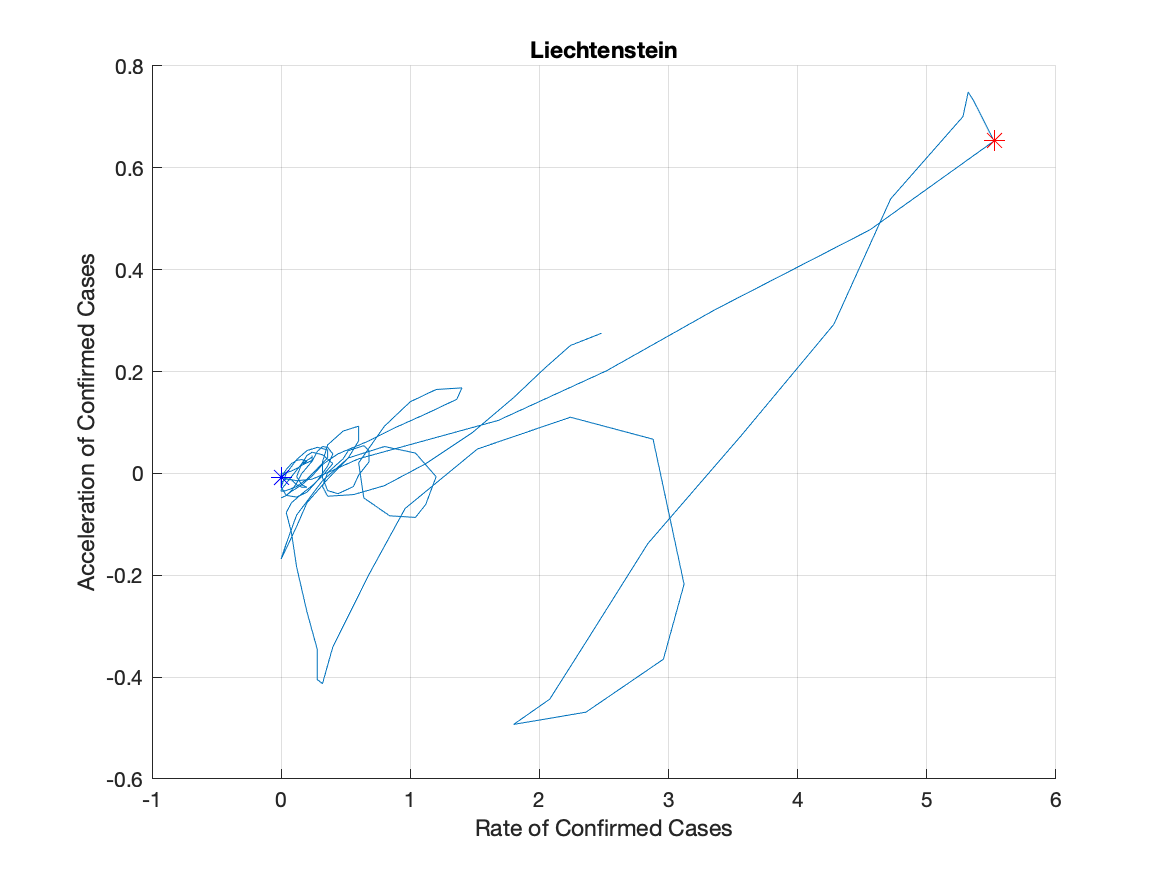 Liechtenstein
Acceleration of Confirmed Cases
0.8
0.6
0.4
0.2
0
-0.2
-0.4
-0.6
-1 0 1 2 3 4 5 6
Rate of Confirmed Cases